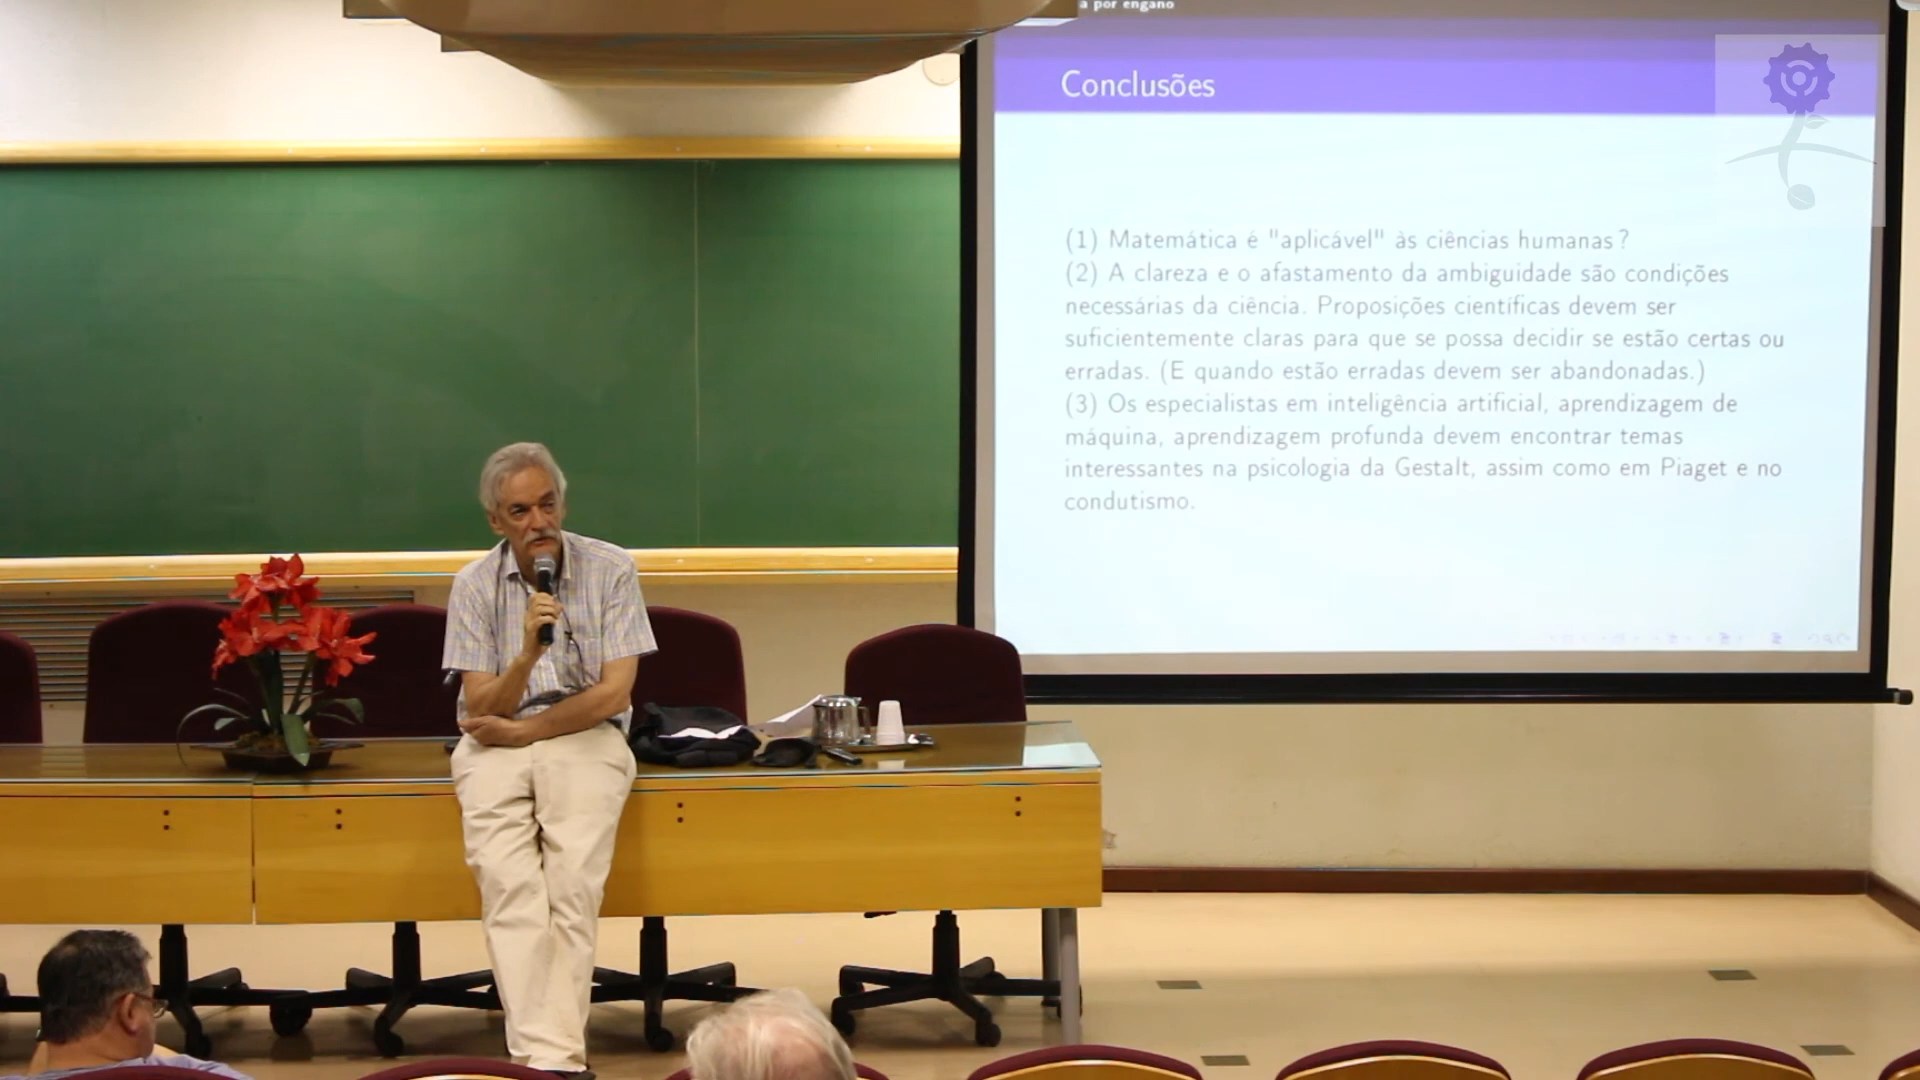 a por engano
Conclusões
(1) Matemática é "aplicável" às ciências humanas?
(2) A clareza e o afastamento da ambiguidade são condições
necessárias da ciência. Proposições científicas devem ser
suficientemente claras para que se possa decidir se estão certas ou
erradas. (E quando estão erradas devem ser abandonadas.)
(3) Os especialistas em inteligência artificial, aprendizagem de
máquina, aprendizagem profunda devem encontrar temas
interessantes na psicologia da Gestalt, assim como em Piaget e no
condutismo.